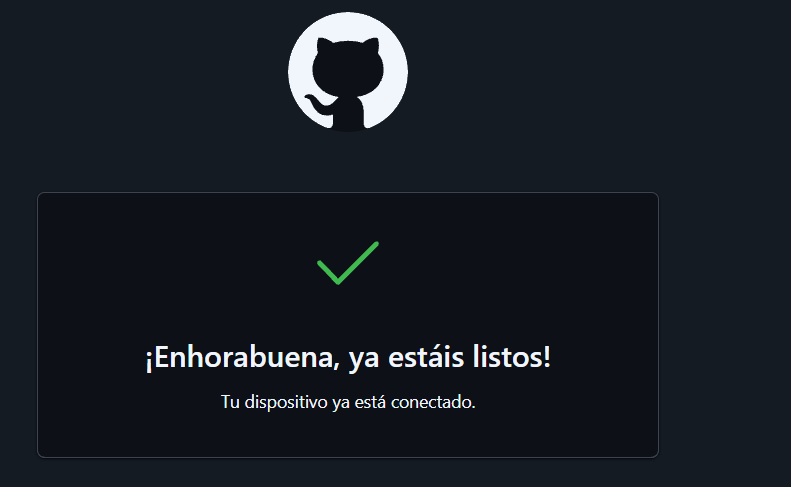 ¡Enhorabuena, ya estáis listos!
Tu dispositivo ya está conectado.